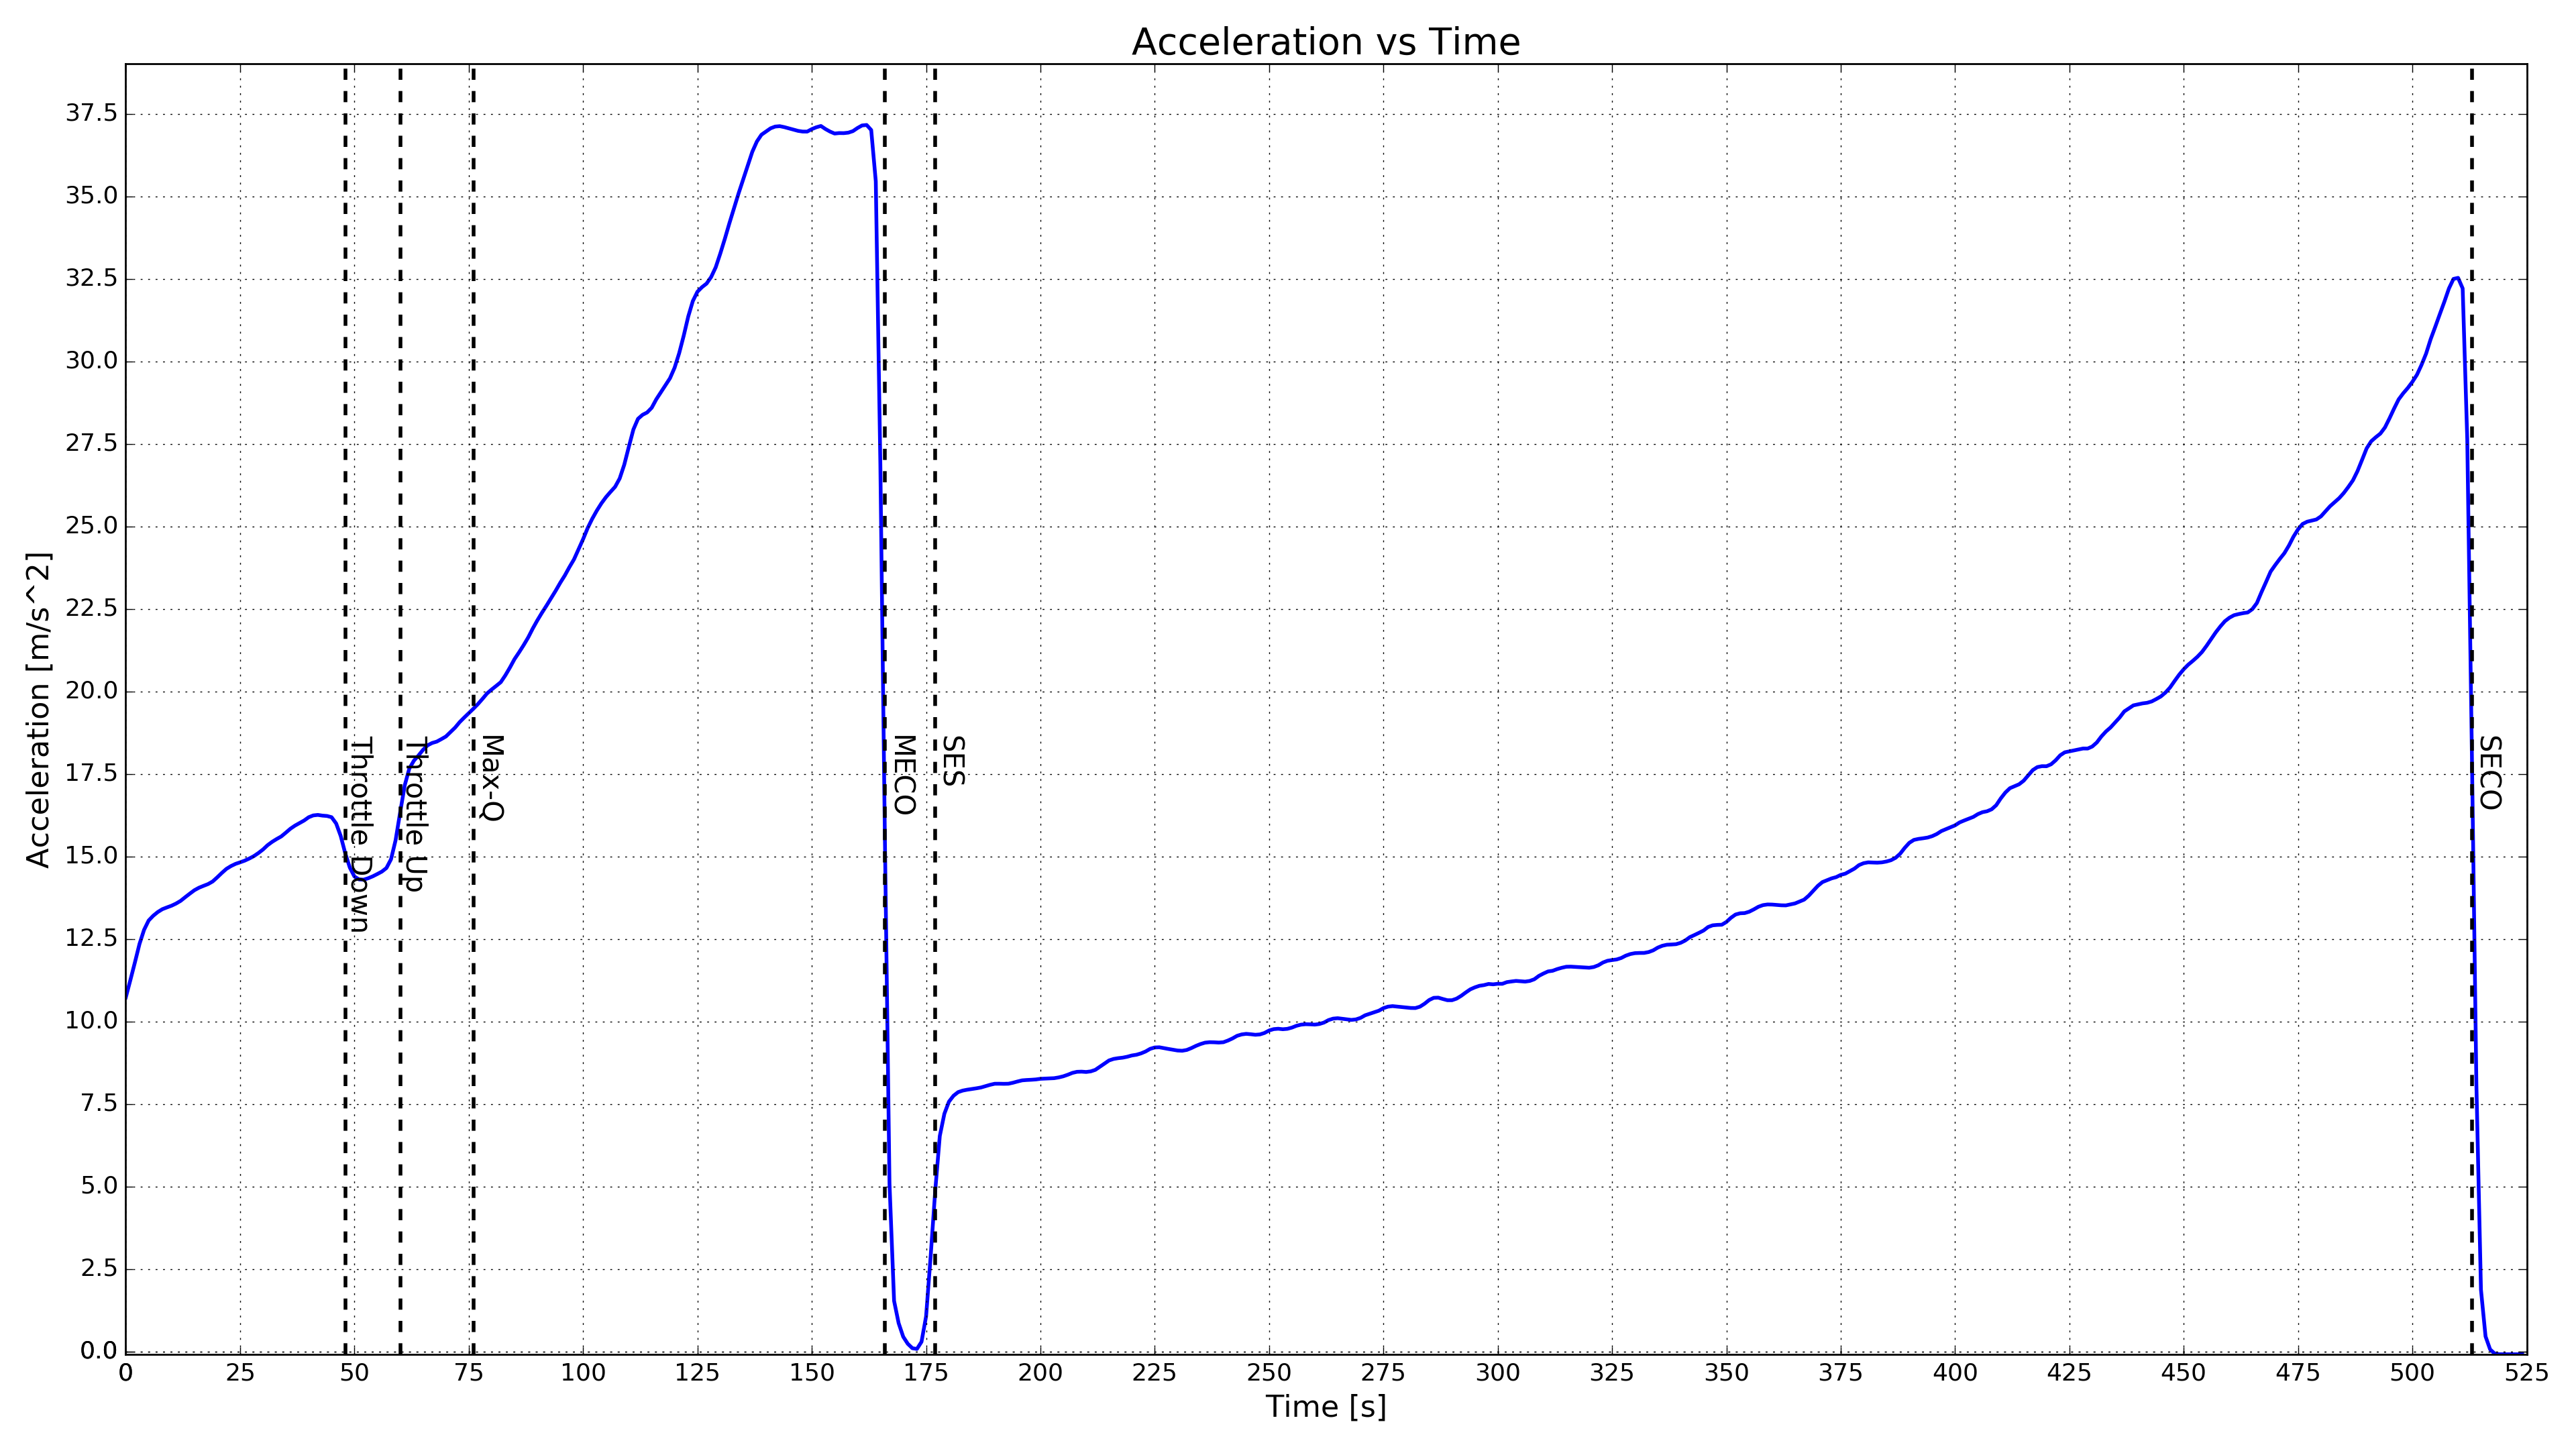 Acceleration vs Time
Acceleration [m/s^2]
37.5
35.0
32.5
30.0
27.5
25.0
22.5
20.0
17.5
15.0
12.5
10.0
7.5
5.0
2.5
0.0
Throttle Down
Throttle Up
Max-Q
MECO
SES
SECO
0 25 50 75 100 125 150 175 200 225 250 275 300 325 350 375 400 425 450 475 500 525
Time [s]